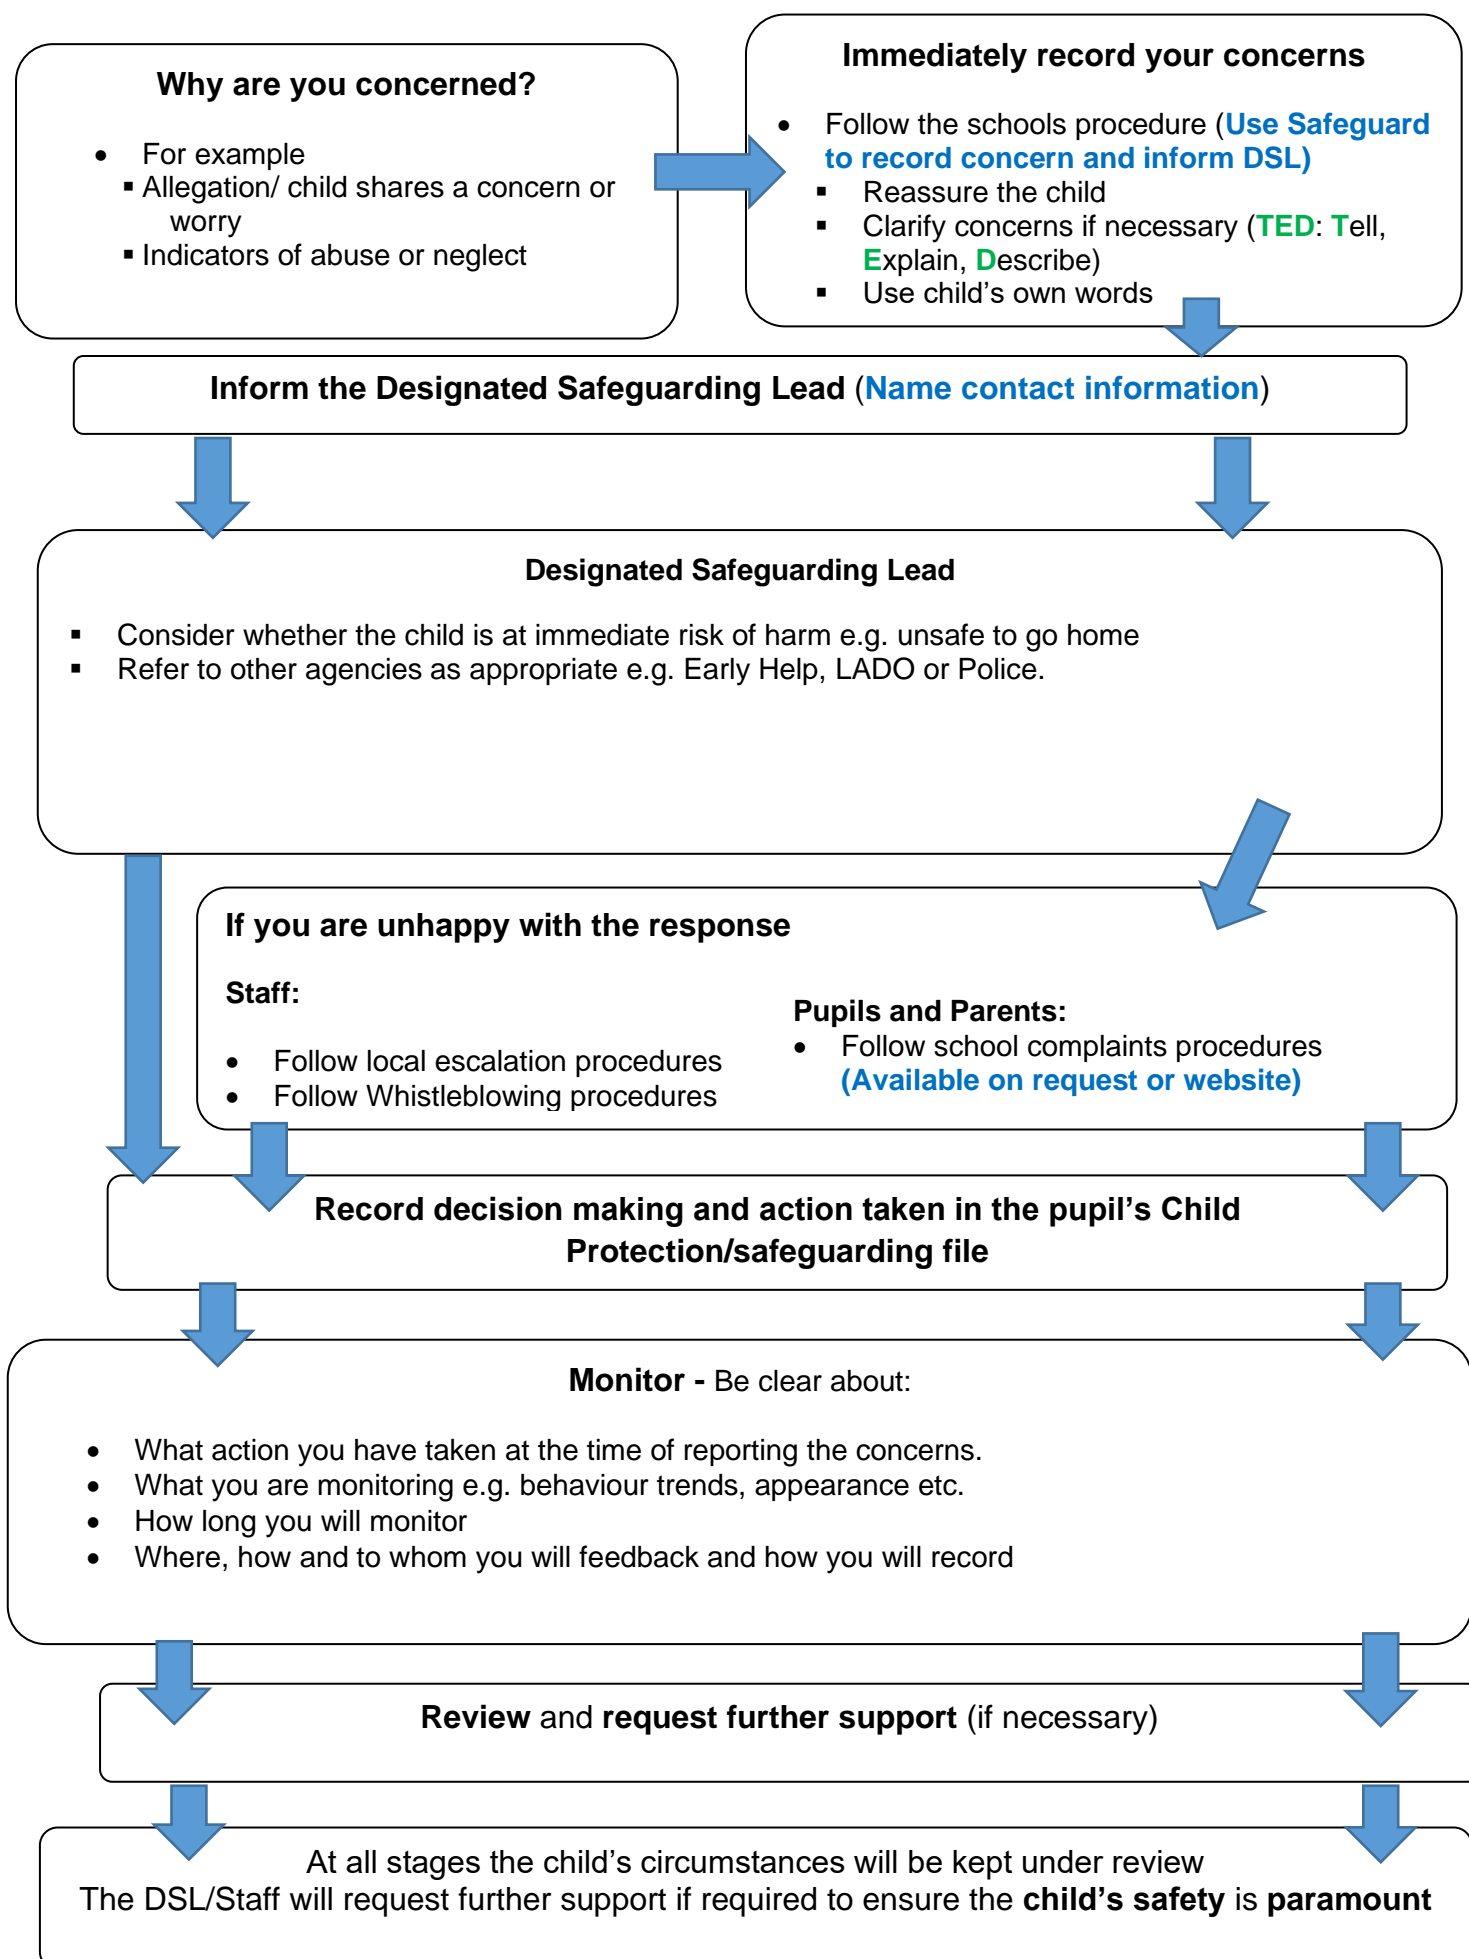 Why are you concerned?
• For example
▪ Allegation/ child shares a concern or
worry
▪ Indicators of abuse or neglect
Immediately record your concerns
• Follow the schools procedure (Use Safeguard
to record concern and inform DSL)
▪ Reassure the child
▪ Clarify concerns if necessary (TED: Tell,
Explain, Describe)
▪ Use child’s own words
Inform the Designated Safeguarding Lead (Name contact information)
Designated Safeguarding Lead
▪ Consider whether the child is at immediate risk of harm e.g. unsafe to go home
▪ Refer to other agencies as appropriate e.g. Early Help, LADO or Police.
If you are unhappy with the response
Staff:
• Follow local escalation procedures
• Follow Whistleblowing procedures
Pupils and Parents:
• Follow school complaints procedures
(Available on request or website)
Record decision making and action taken in the pupil’s Child
Protection/safeguarding file
Monitor - Be clear about:
• What action you have taken at the time of reporting the concerns.
• What you are monitoring e.g. behaviour trends, appearance etc.
• How long you will monitor
• Where, how and to whom you will feedback and how you will record
Review and request further support (if necessary)
At all stages the child’s circumstances will be kept under review
The DSL/Staff will request further support if required to ensure the child’s safety is paramount